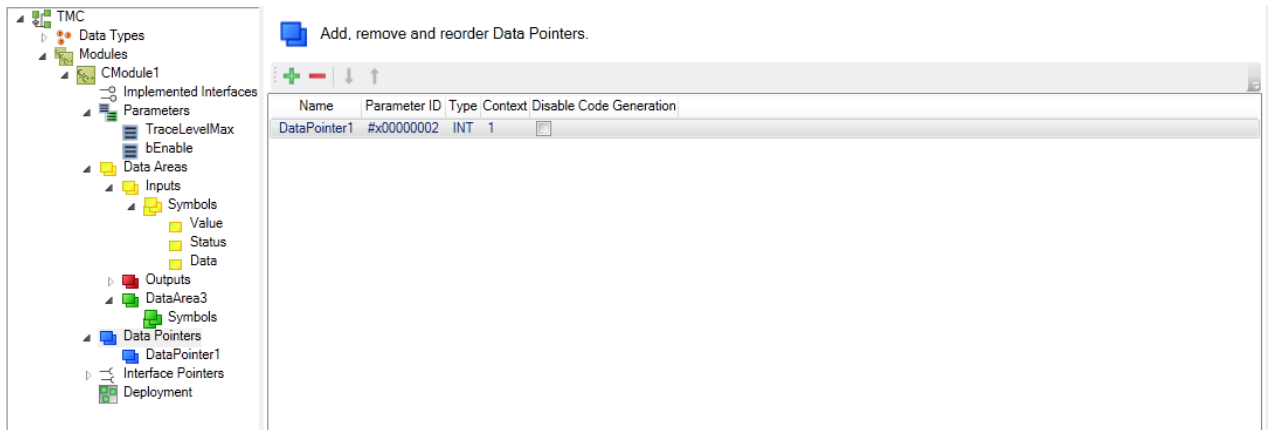 TMC
Data Types
Modules
CModule1
Implemented Interfaces
Parameters
TraceLevelMax
bEnable
Data Areas
Inputs
Symbols
Value
Status
Data
Outputs
DataArea3
Symbols
Data Pointers
DataPointer1
Interface Pointers
Deployment
Add, remove and reorder Data Pointers.
Name Parameter ID Type Context Disable Code Generation
DataPointer1 #x00000002 INT 1